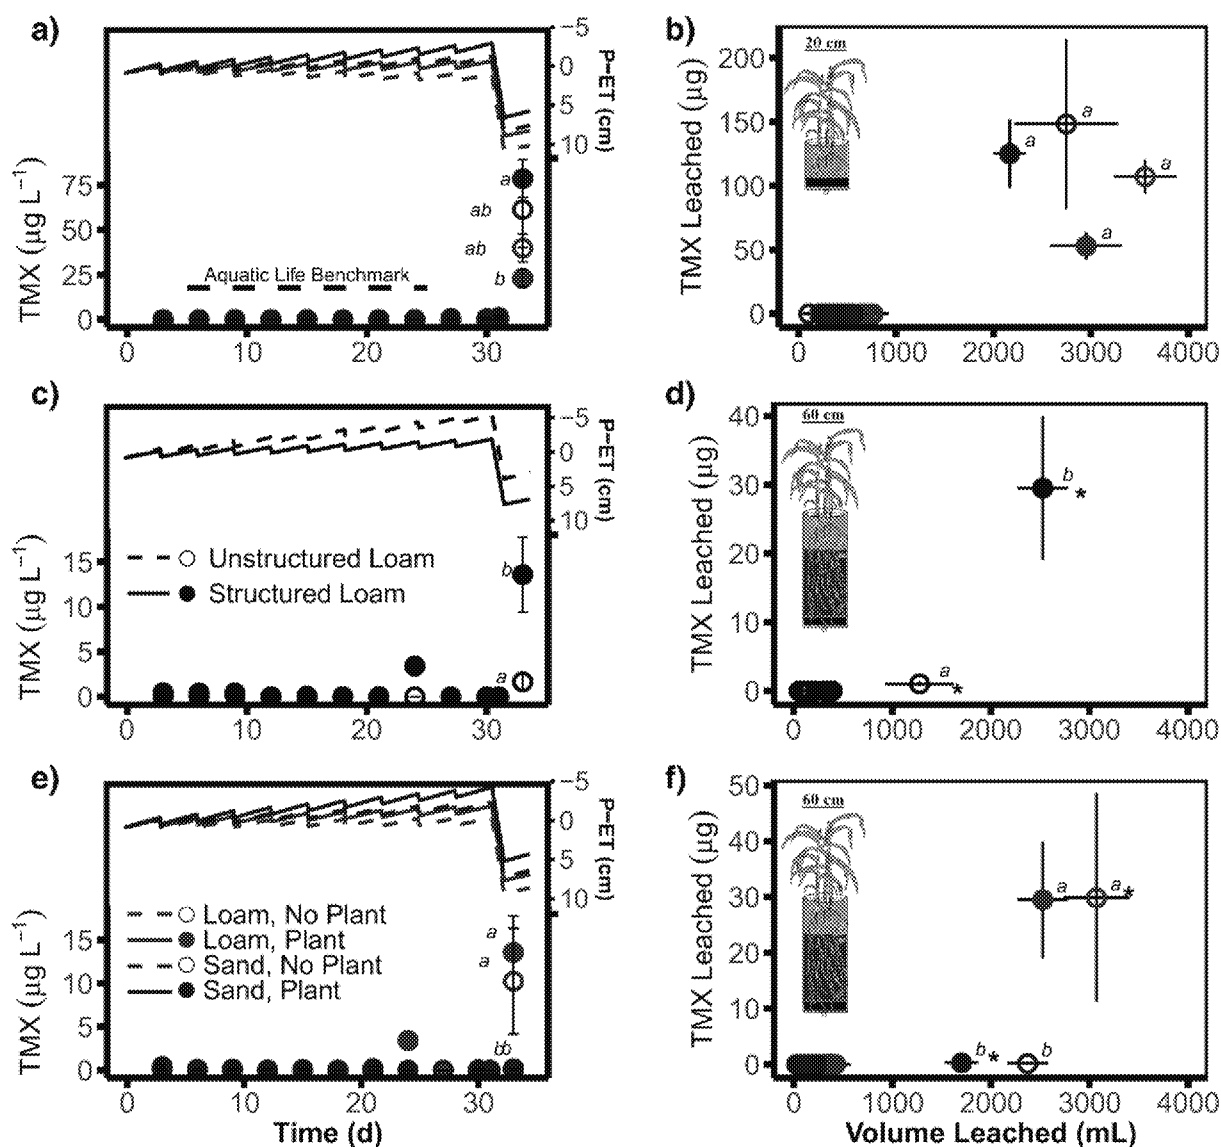 a)
−5
0
5
10
P−ET (cm)
75
50
25
0
TMX (µg L⁻¹)
a
ab
ab
b
Aquatic Life Benchmark
0 10 20 30
b)
20 cm
200
150
100
50
0
TMX Leached (µg)
a
a
a
a
0 1000 2000 3000 4000
c)
−5
0
5
10
P−ET (cm)
15
10
5
0
TMX (µg L⁻¹)
Unstructured Loam
Structured Loam
b
a
0 10 20 30
d)
60 cm
40
30
20
10
0
TMX Leached (µg)
b
*
a
*
0 1000 2000 3000 4000
e)
−5
0
5
10
P−ET (cm)
15
10
5
0
TMX (µg L⁻¹)
Loam, No Plant
Loam, Plant
Sand, No Plant
Sand, Plant
a
a
bb
0 10 20 30
Time (d)
f)
60 cm
50
40
30
20
10
0
TMX Leached (µg)
a
a*
b*
b
0 1000 2000 3000 4000
Volume Leached (mL)